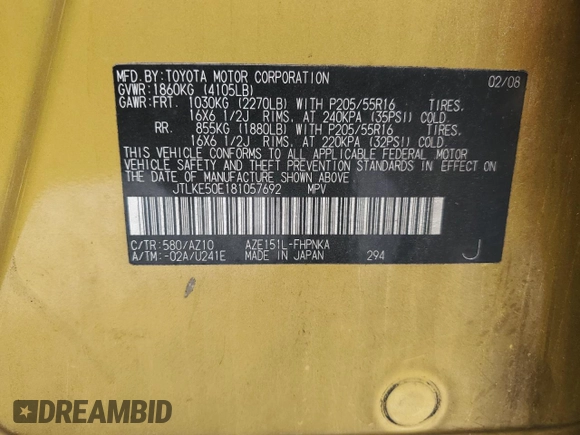 MFD.BY:TOYOTA MOTOR CORPORATION 02/08
GVWR:1860KG (4105LB)
GAWR:FRT. 1030KG (2270LB) WITH P205/55R16 TIRES.
16X6 1/2J RIMS. AT 240KPA (35PSI) COLD.
RR. 855KG (1880LB) WITH P205/55R16 TIRES.
16X6 1/2J RIMS. AT 220KPA (32PSI) COLD.
THIS VEHICLE CONFORMS TO ALL APPLICABLE FEDERAL MOTOR
VEHICLE SAFETY AND THEFT PREVENTION STANDARDS IN EFFECT ON
THE DATE OF MANUFACTURE SHOWN ABOVE.
JTLKE50E181057692 MPV
C/TR:580/AZ10 AZE151L-FHPNKA
A/TM:-02A/U241E MADE IN JAPAN 294 J
DREAMBID